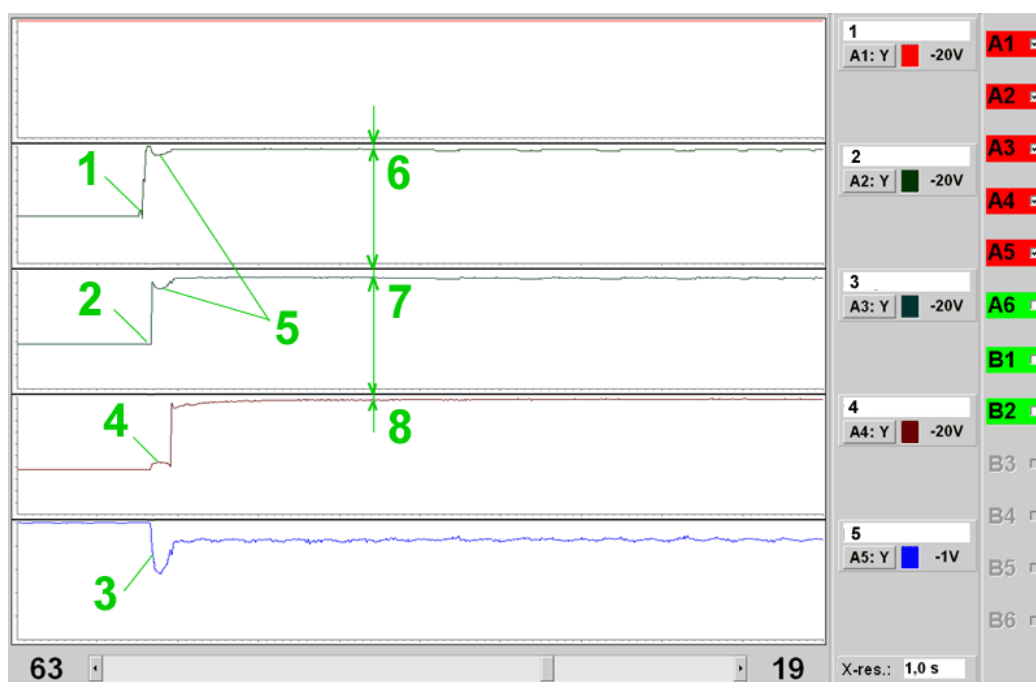 1
A1: Y -20V
A1
A2
1
6
2
A2: Y -20V
A3
A4
2
5
7
3
A3: Y -20V
A5
A6
B1
4
8
4
A4: Y -20V
B2
B3
B4
3
5
A5: Y -1V
B5
B6
63
19
X-res.: 1,0 s